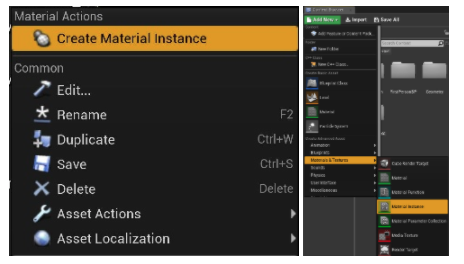 Material Actions
Create Material Instance
Common
Edit...
Rename F2
Duplicate Ctrl+W
Save Ctrl+S
Delete Delete
Asset Actions
Asset Localization
Add New Import Save All
New Folder
New C++ Class...
Blueprint Class
Level
Material
Particle System
Animation
Blueprints
Materials & Textures
Sounds
Physics
User Interface
Miscellaneous
Cube Render Target
Material
Material Function
Material Instance
Material Parameter Collection
Media Texture
Render Target